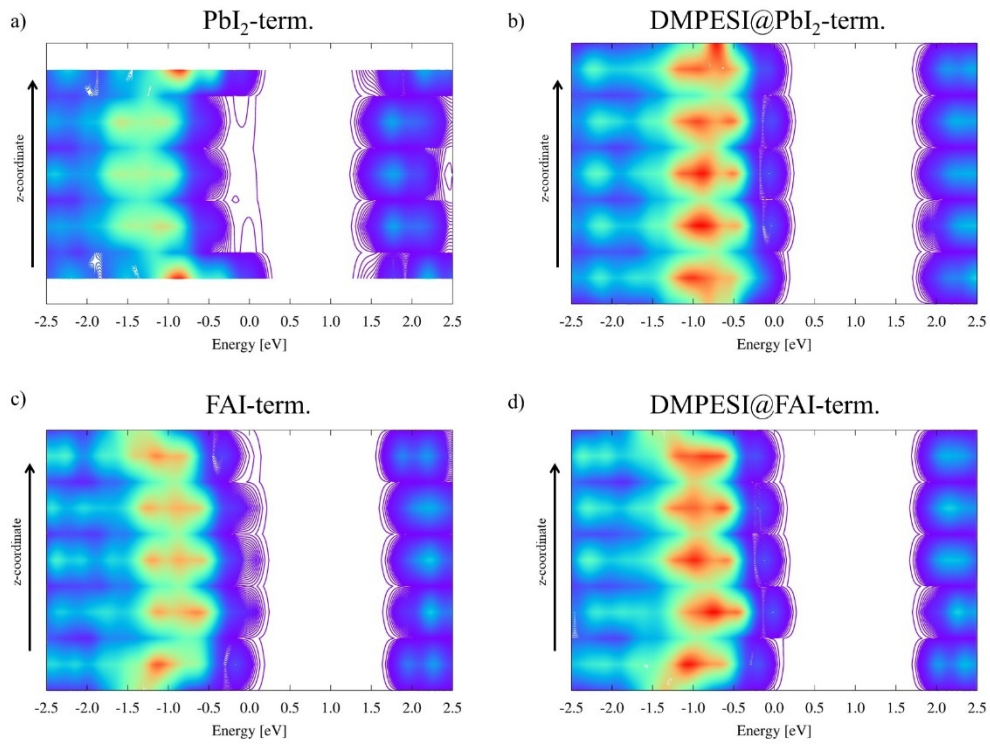 a)
PbI₂-term.
z-coordinate
-2.5 -2.0 -1.5 -1.0 -0.5 0.0 0.5 1.0 1.5 2.0 2.5
Energy [eV]
b)
DMPESI@PbI₂-term.
z-coordinate
-2.5 -2.0 -1.5 -1.0 -0.5 0.0 0.5 1.0 1.5 2.0 2.5
Energy [eV]
c)
FAI-term.
z-coordinate
-2.5 -2.0 -1.5 -1.0 -0.5 0.0 0.5 1.0 1.5 2.0 2.5
Energy [eV]
d)
DMPESI@FAI-term.
z-coordinate
-2.5 -2.0 -1.5 -1.0 -0.5 0.0 0.5 1.0 1.5 2.0 2.5
Energy [eV]